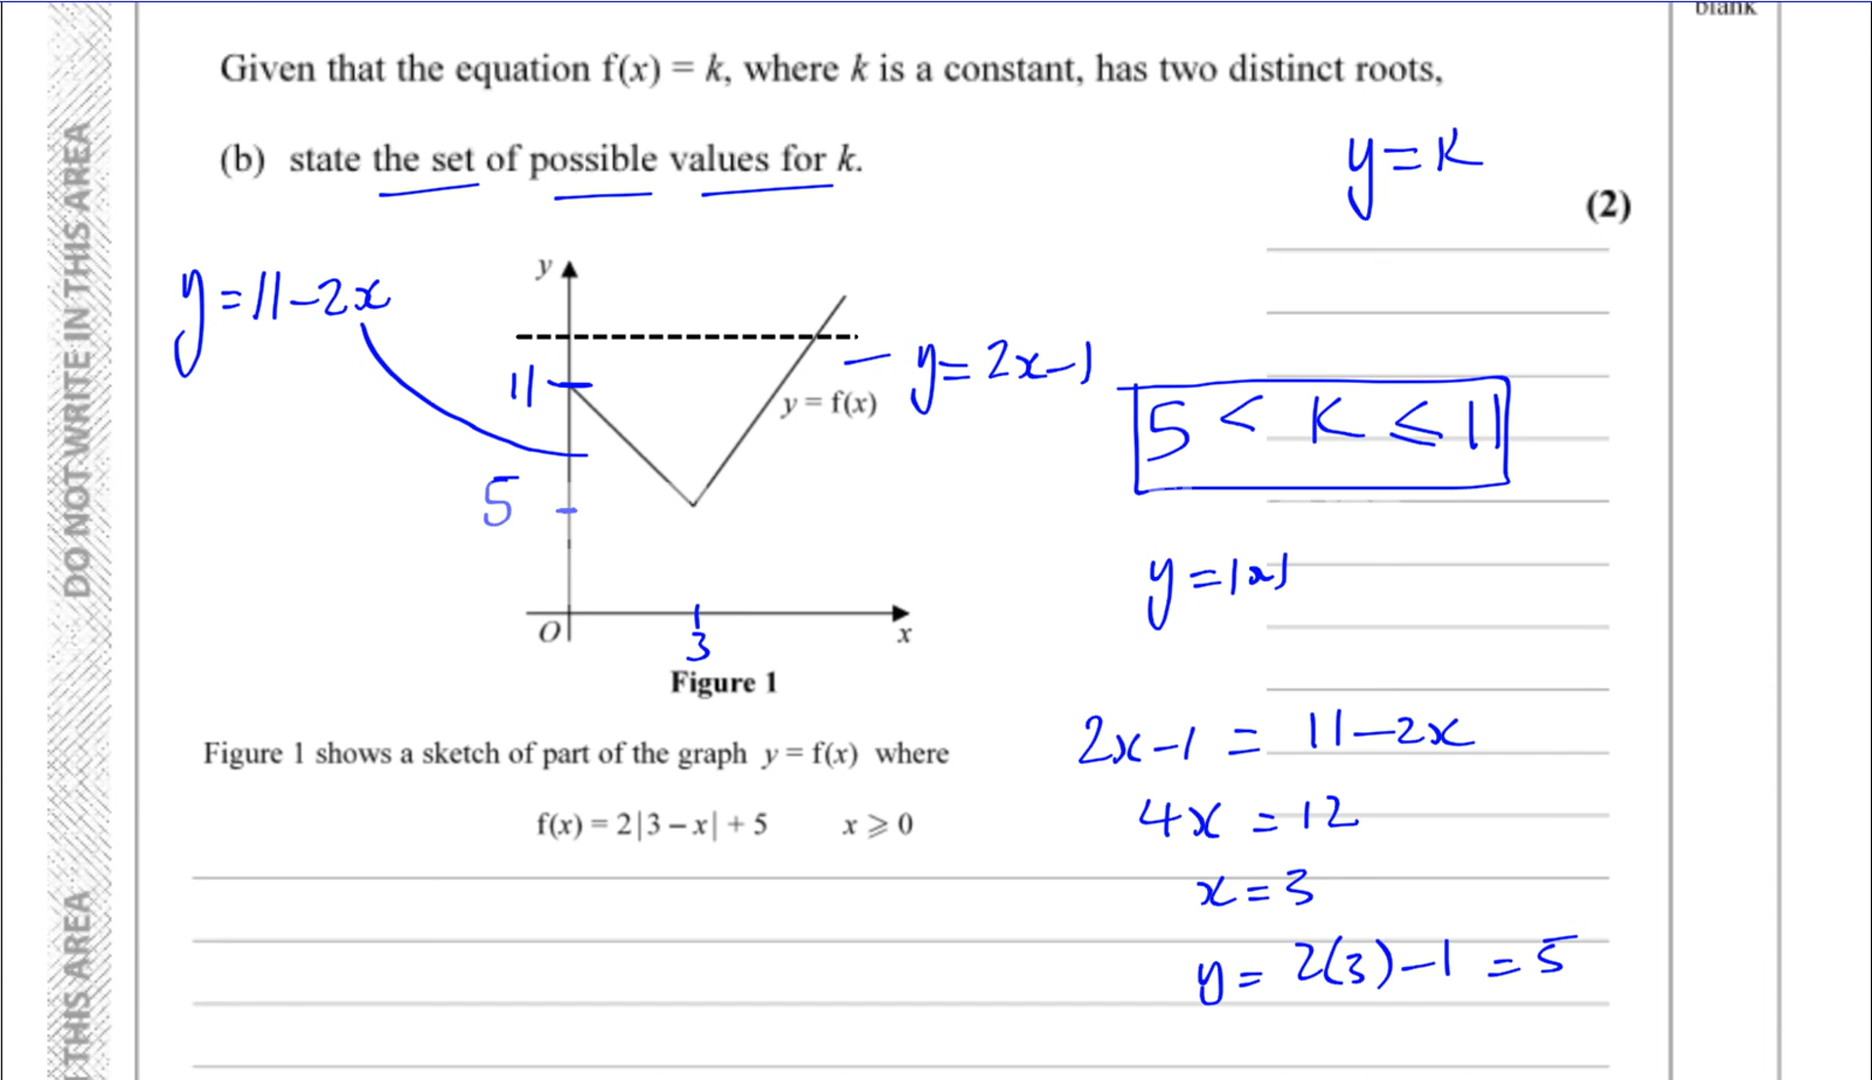 blank
Given that the equation f(x) = k, where k is a constant, has two distinct roots,
(b) state the set of possible values for k.
y = K
(2)
DO NOT WRITE IN THIS AREA
y = 11 - 2x
y
11
y = 2x - 1
y = f(x)
5 < K ≤ 11
5
y = |x|
O
3
x
Figure 1
2x - 1 = 11 - 2x
Figure 1 shows a sketch of part of the graph y = f(x) where
4x = 12
f(x) = 2|3 – x| + 5 x ⩾ 0
x = 3
THIS AREA
y = 2(3) - 1 = 5